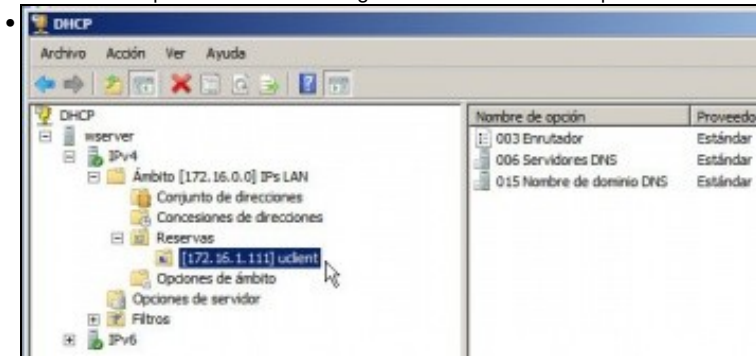 DHCP
Archivo Acción Ver Ayuda
DHCP
wserver
IPv4
Ámbito [172.16.0.0] IPs LAN
Conjunto de direcciones
Concesiones de direcciones
Reservas
[172.16.1.111] uclient
Opciones de ámbito
Opciones de servidor
Filtros
IPv6
Nombre de opción Proveedo
003 Enrutador Estándar
006 Servidores DNS Estándar
015 Nombre de dominio DNS Estándar